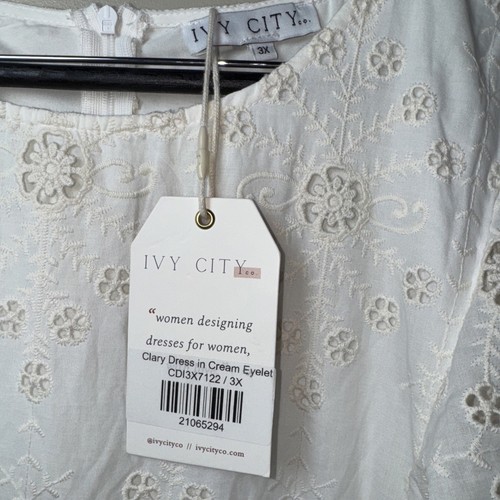 IVY CITY co.
3X
IVY CITY co.
“women designing
dresses for women,
Clary Dress in Cream Eyelet
CDI3X7122 / 3X
21065294
@ivycityco // ivycity.com